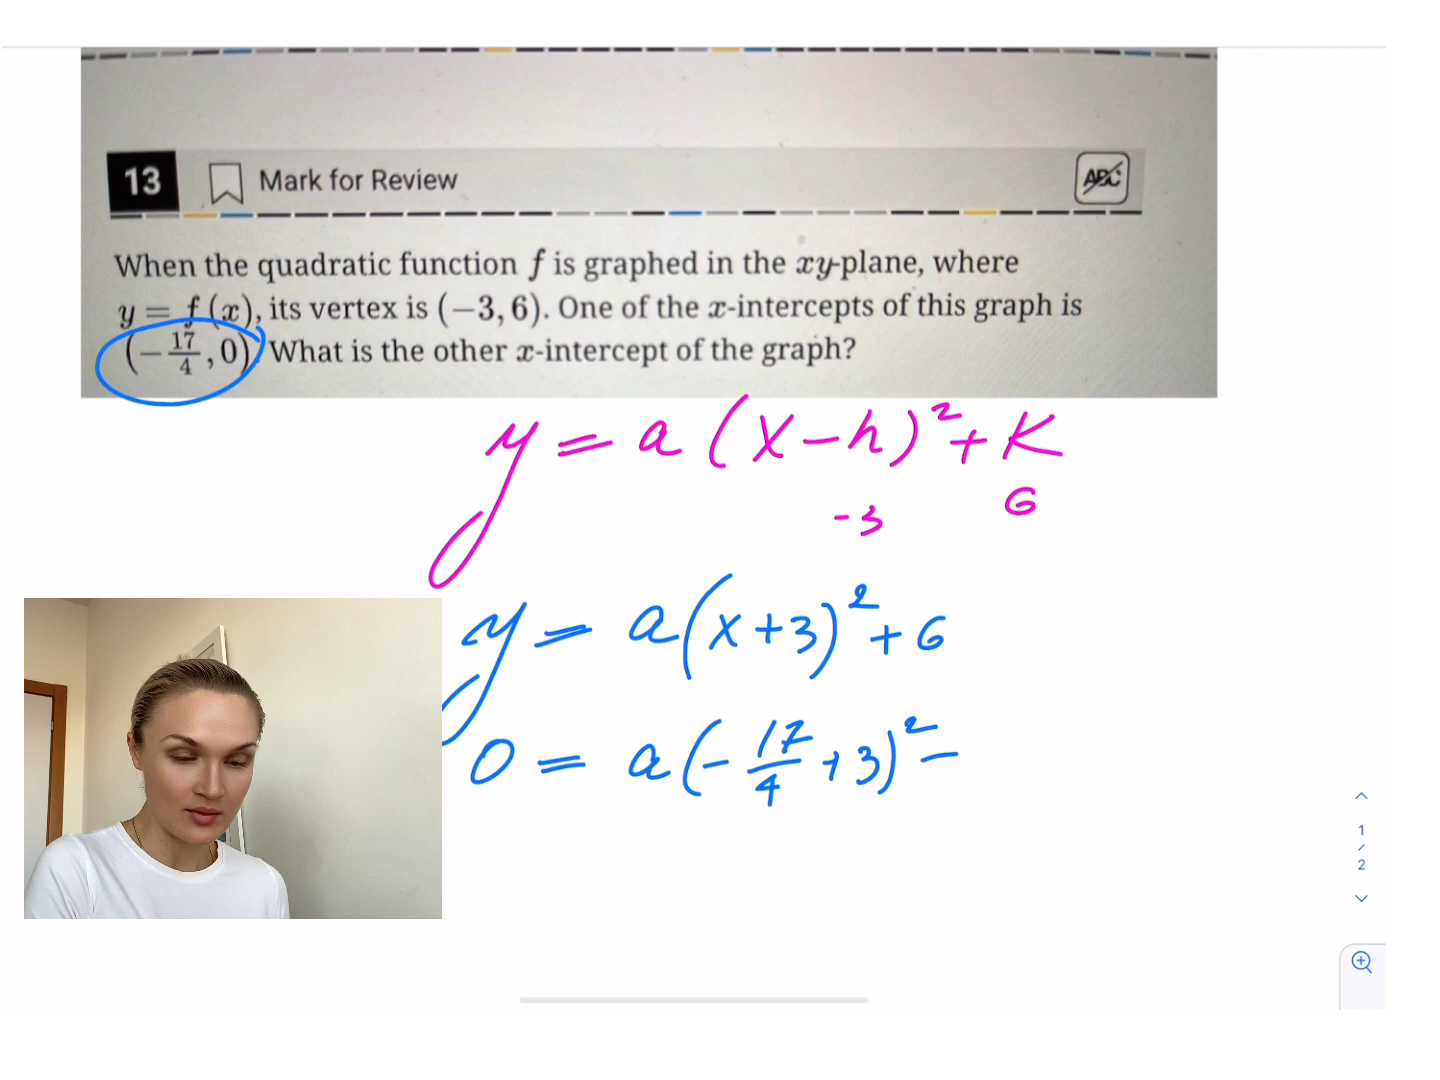 13 Mark for Review ABC
When the quadratic function f is graphed in the xy-plane, where
y = f(x), its vertex is (−3, 6). One of the x-intercepts of this graph is
(−17/4, 0). What is the other x-intercept of the graph?
y = a(x−h)²+K
-3 6
y = a(x+3)²+6
0 = a(-17/4+3)²−
1
/
2